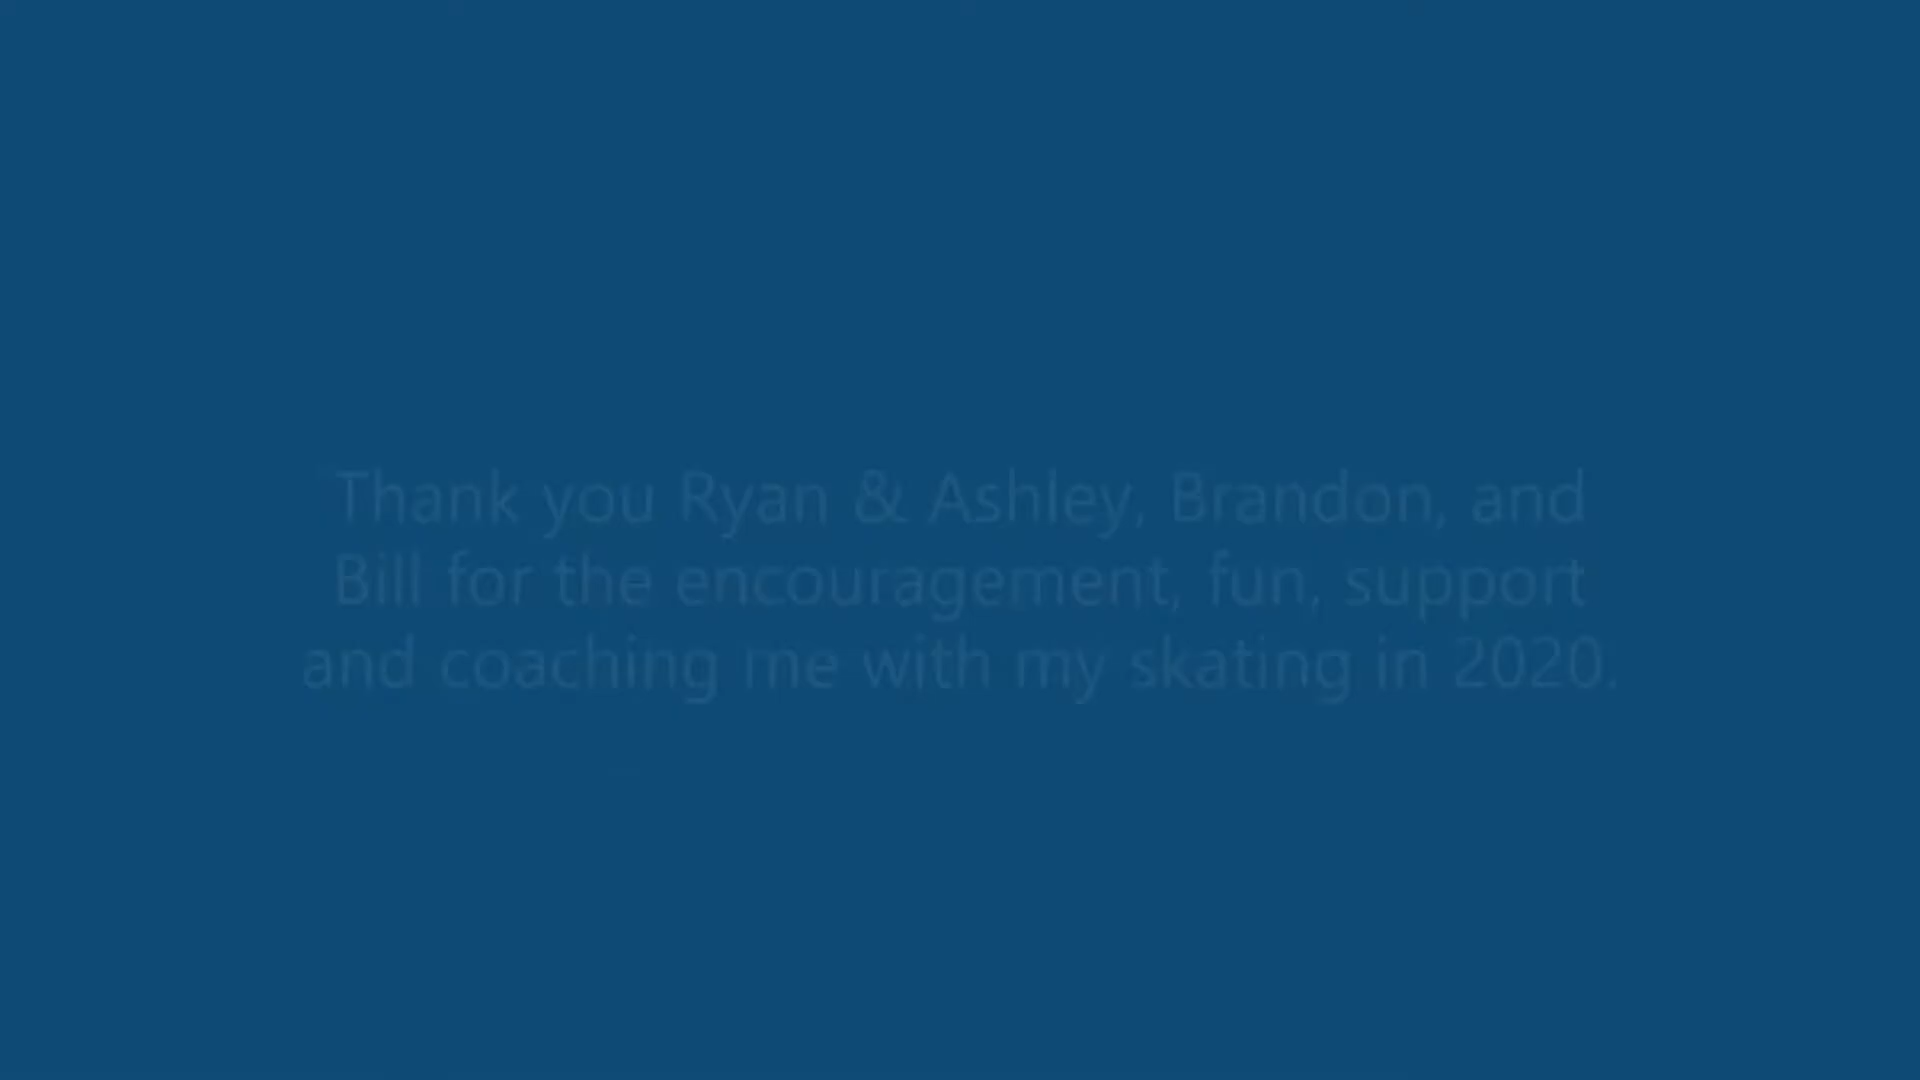 Thank you Ryan & Ashley, Brandon, and
Bill for the encouragement, fun, support
and coaching me with my skating in 2020.